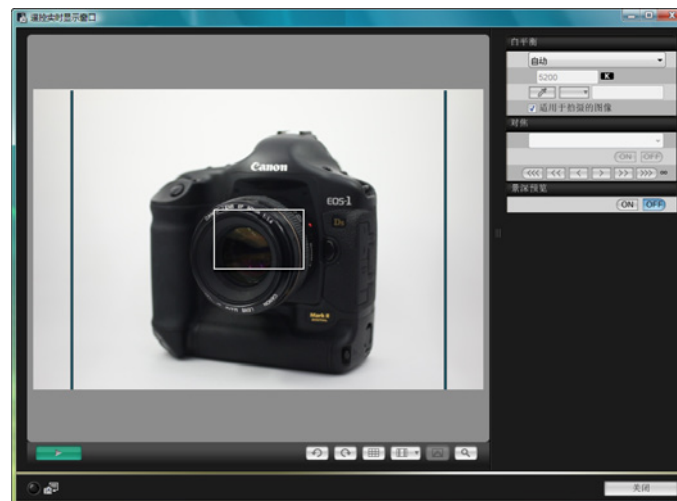 遥控实时显示窗口
白平衡
自动
5200
K
适用于拍摄的图像
对焦
ON OFF
景深预览
ON OFF
Canon
EOS-1
Ds
Mark II
DIGITAL
关闭